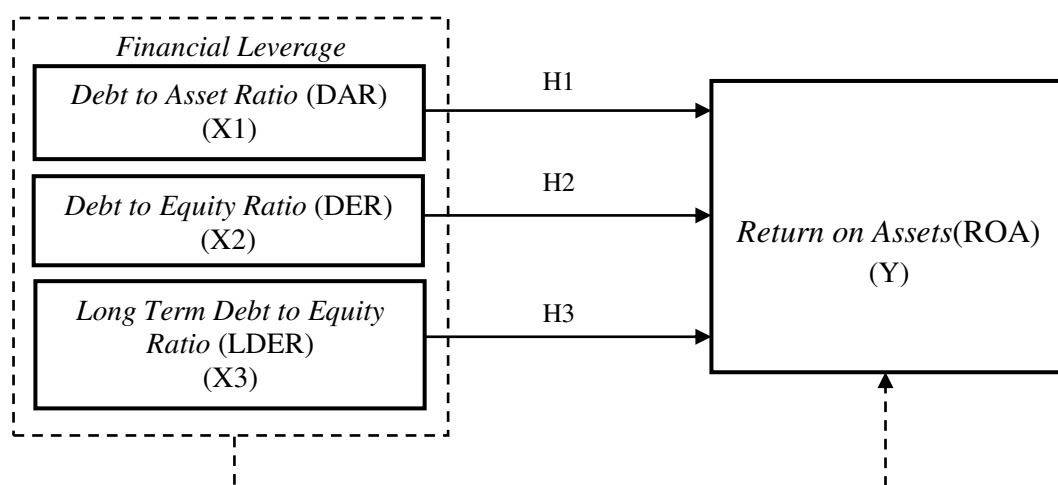 Financial Leverage
Debt to Asset Ratio (DAR)
(X1)
H1
Debt to Equity Ratio (DER)
(X2)
H2
Long Term Debt to Equity
Ratio (LDER)
(X3)
H3
Return on Assets(ROA)
(Y)